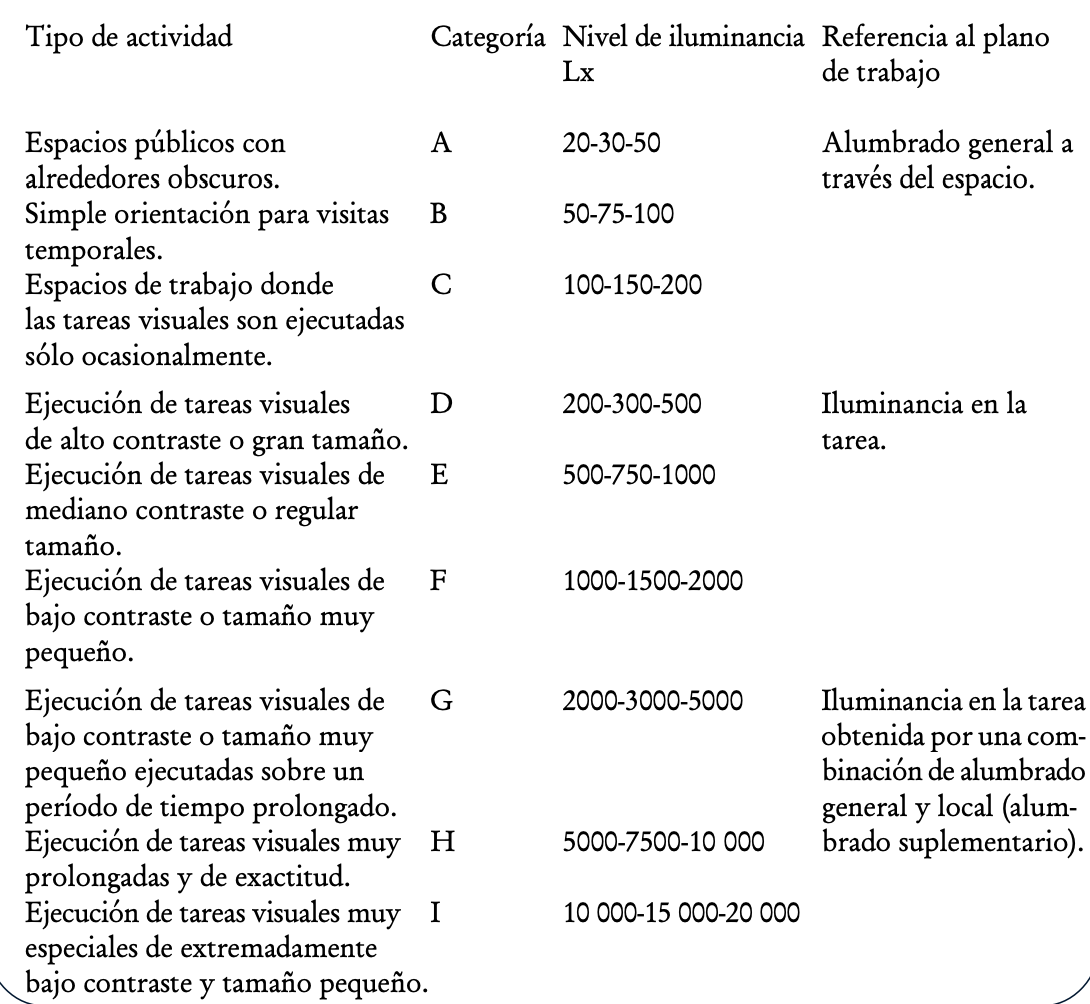 Tipo de actividad Categoría Nivel de iluminancia Referencia al plano
Lx de trabajo
Espacios públicos con A 20-30-50 Alumbrado general a
alrededores obscuros. través del espacio.
Simple orientación para visitas B 50-75-100
temporales.
Espacios de trabajo donde C 100-150-200
las tareas visuales son ejecutadas
sólo ocasionalmente.
Ejecución de tareas visuales D 200-300-500 Iluminancia en la
de alto contraste o gran tamaño. tarea.
Ejecución de tareas visuales de E 500-750-1000
mediano contraste o regular
tamaño.
Ejecución de tareas visuales de F 1000-1500-2000
bajo contraste o tamaño muy
pequeño.
Ejecución de tareas visuales de G 2000-3000-5000 Iluminancia en la tarea
bajo contraste o tamaño muy obtenida por una com-
pequeño ejecutadas sobre un binación de alumbrado
período de tiempo prolongado. general y local (alum-
Ejecución de tareas visuales muy H 5000-7500-10 000 brado suplementario).
prolongadas y de exactitud.
Ejecución de tareas visuales muy I 10 000-15 000-20 000
especiales de extremadamente
bajo contraste y tamaño pequeño.